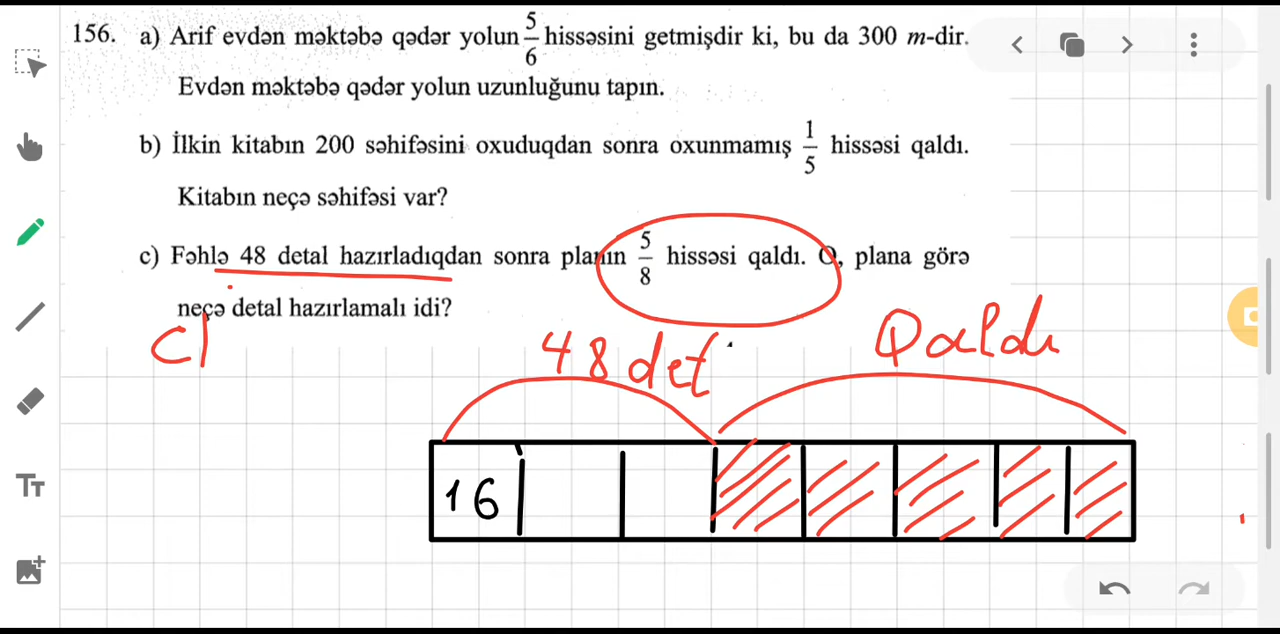 156. a) Arif evdən məktəbə qədər yolun 5/6 hissəsini getmişdir ki, bu da 300 m-dir.
Evdən məktəbə qədər yolun uzunluğunu tapın.
b) İlkin kitabın 200 səhifəsini oxuduqdan sonra oxunmamış 1/5 hissəsi qaldı.
Kitabın neçə səhifəsi var?
c) Fəhlə 48 detal hazırladıqdan sonra planın 5/8 hissəsi qaldı. O, plana görə
neçə detal hazırlamalı idi?
c)
48 det
Qaldı
16
TT